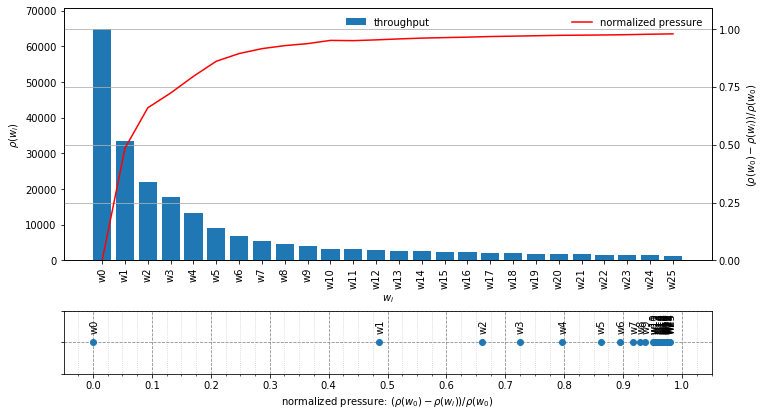 throughput
normalized pressure
70000
60000
50000
40000
30000
20000
10000
0
ρ(wᵢ)
1.00
0.75
0.50
0.25
0.00
(ρ(w₀) − ρ(wᵢ))/ρ(w₀)
w0 w1 w2 w3 w4 w5 w6 w7 w8 w9 w10 w11 w12 w13 w14 w15 w16 w17 w18 w19 w20 w21 w22 w23 w24 w25
wᵢ
w0 w1 w2 w3 w4 w5 w6 w7 w8 w9
0.0 0.1 0.2 0.3 0.4 0.5 0.6 0.7 0.8 0.9 1.0
normalized pressure: (ρ(w₀) − ρ(wᵢ))/ρ(w₀)